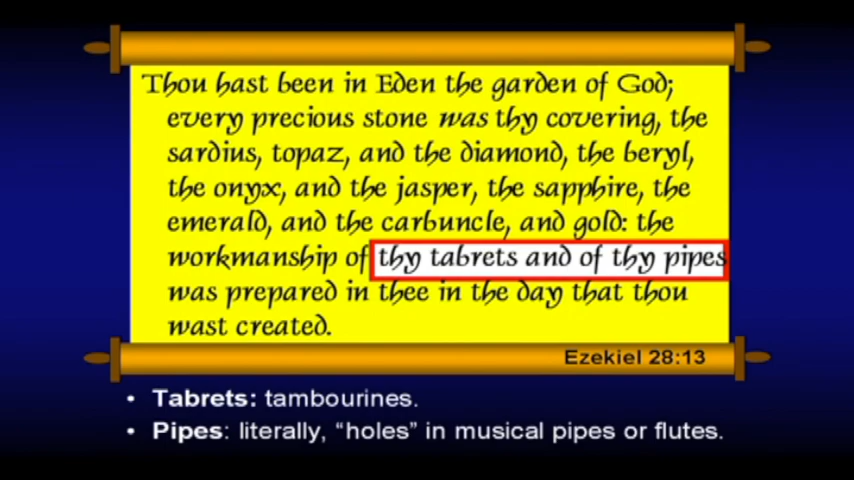 Thou hast been in Eden the garden of God;
every precious stone was thy covering, the
sardius, topaz, and the diamond, the beryl,
the onyx, and the jasper, the sapphire, the
emerald, and the carbuncle, and gold: the
workmanship of thy tabrets and of thy pipes
was prepared in thee in the day that thou
wast created.
Ezekiel 28:13
• Tabrets: tambourines.
• Pipes: literally, “holes” in musical pipes or flutes.